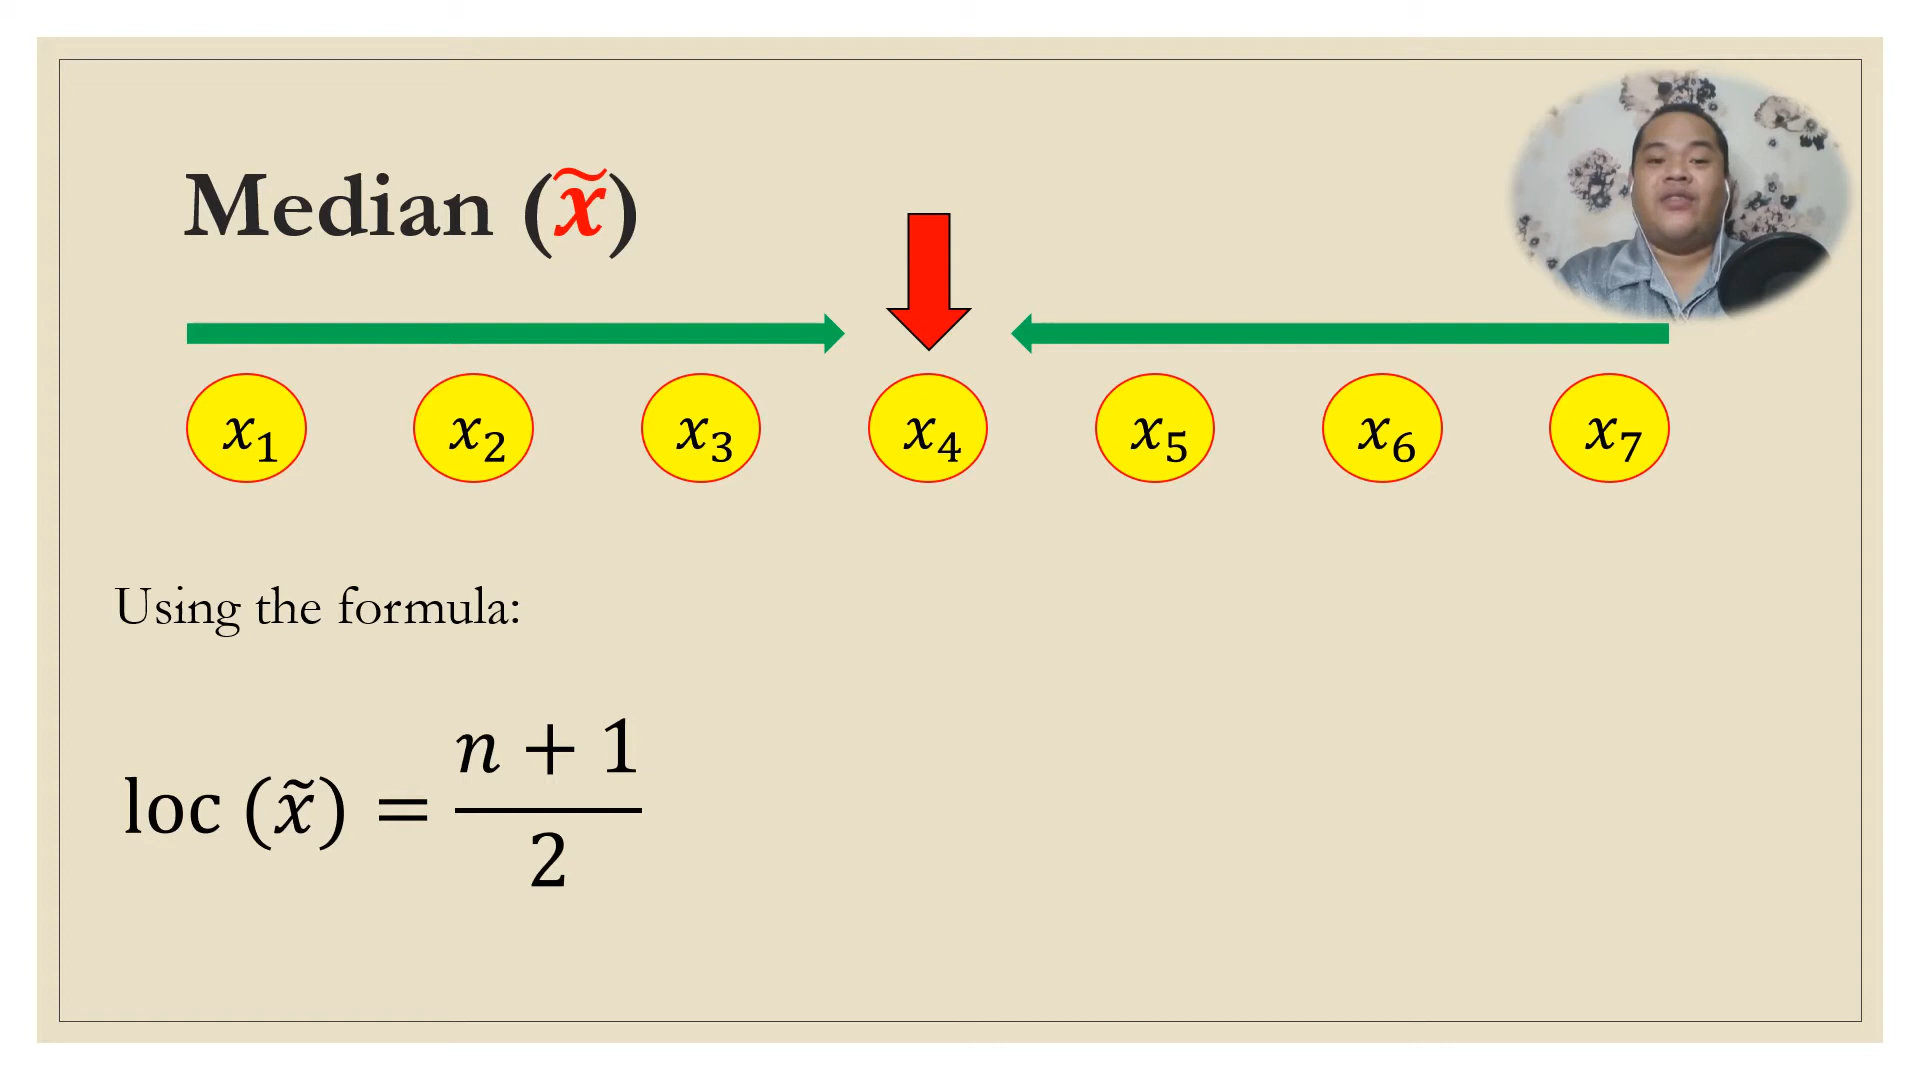 Median (x̃)
x₁ x₂ x₃ x₄ x₅ x₆ x₇
Using the formula:
loc (x̃) = (n + 1)/2